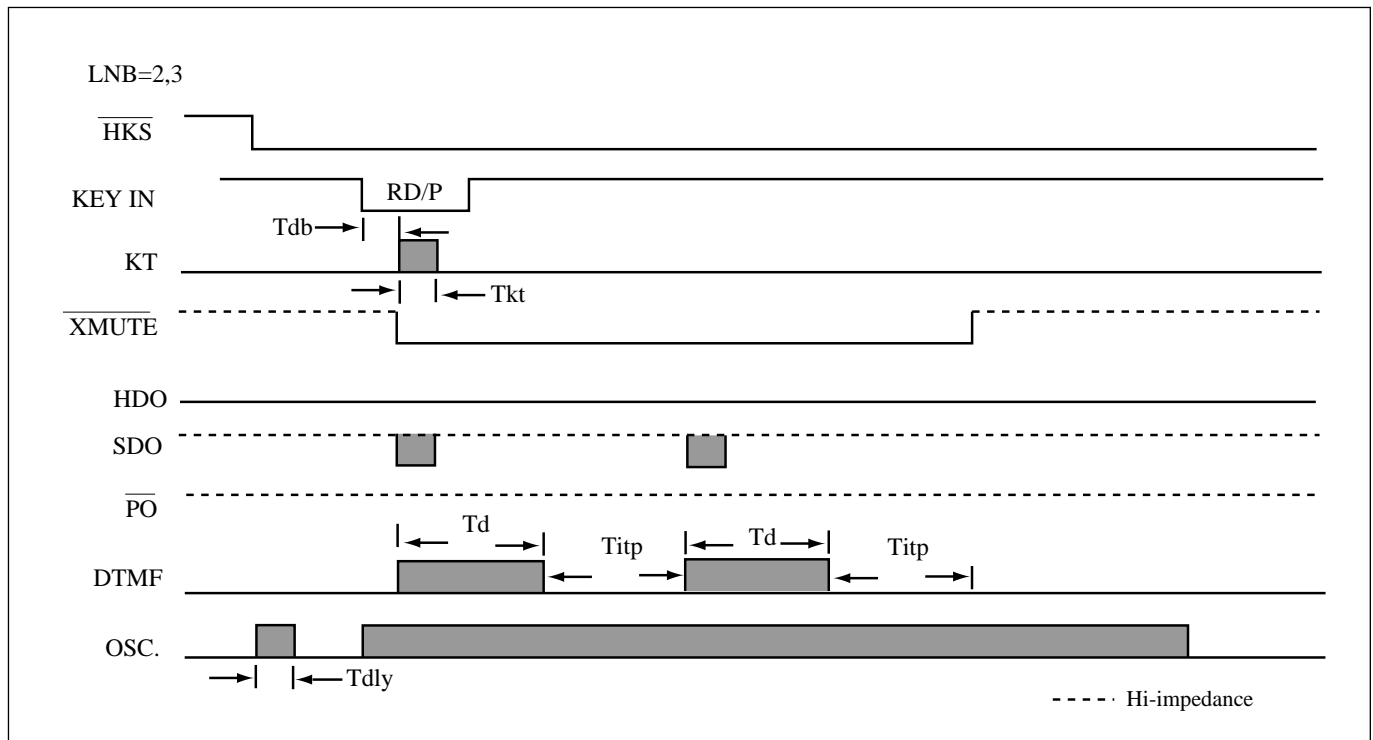 LNB=2,3
HKS
KEY IN
RD/P
Tdb
KT
Tkt
XMUTE
HDO
SDO
PO
Td
Titp
Td
Titp
DTMF
OSC.
Tdly
Hi-impedance